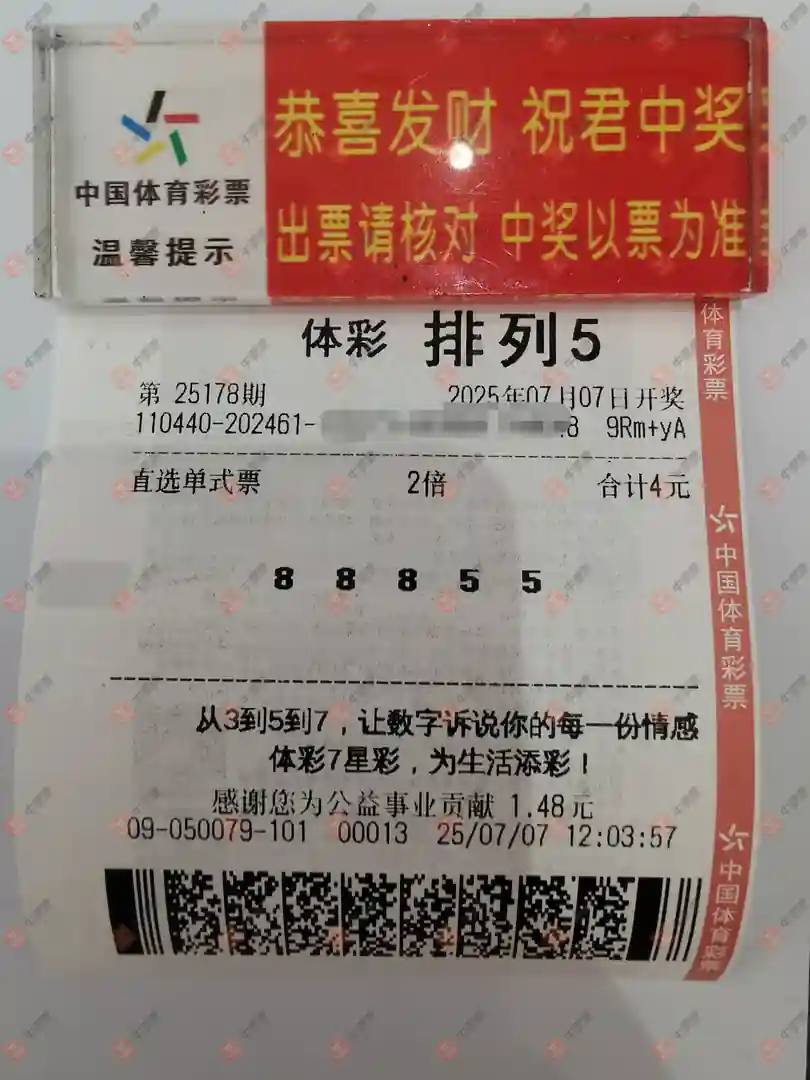 中国体育彩票
温馨提示
恭喜发财 祝君中奖
出票请核对 中奖以票为准
体彩 排列5
第 25178期 2025年07月07日开奖
110440-202461- .8 9Rm+yA
直选单式票 2倍 合计4元
8 8 8 5 5
从3到5到7，让数字诉说你的每一份情感
体彩7星彩，为生活添彩！
感谢您为公益事业贡献 1.48元
09-050079-101 00013 25/07/07 12:03:57
体育彩票
中国体育彩票
中国体育彩票